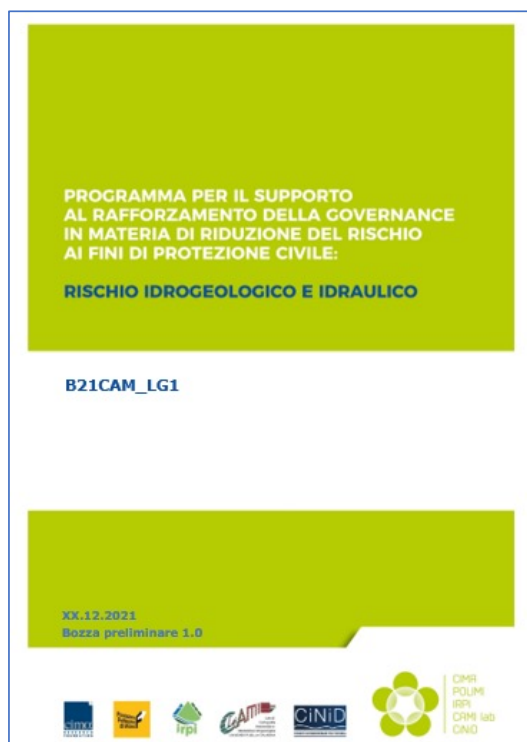 PROGRAMMA PER IL SUPPORTO
AL RAFFORZAMENTO DELLA GOVERNANCE
IN MATERIA DI RIDUZIONE DEL RISCHIO
AI FINI DI PROTEZIONE CIVILE:
RISCHIO IDROGEOLOGICO E IDRAULICO
B21CAM_LG1
XX.12.2021
Bozza preliminare 1.0
cima
irpi
CAMI
CiNiD
CIMA
POLIMI
IRPI
CAMI lab
CiNiD